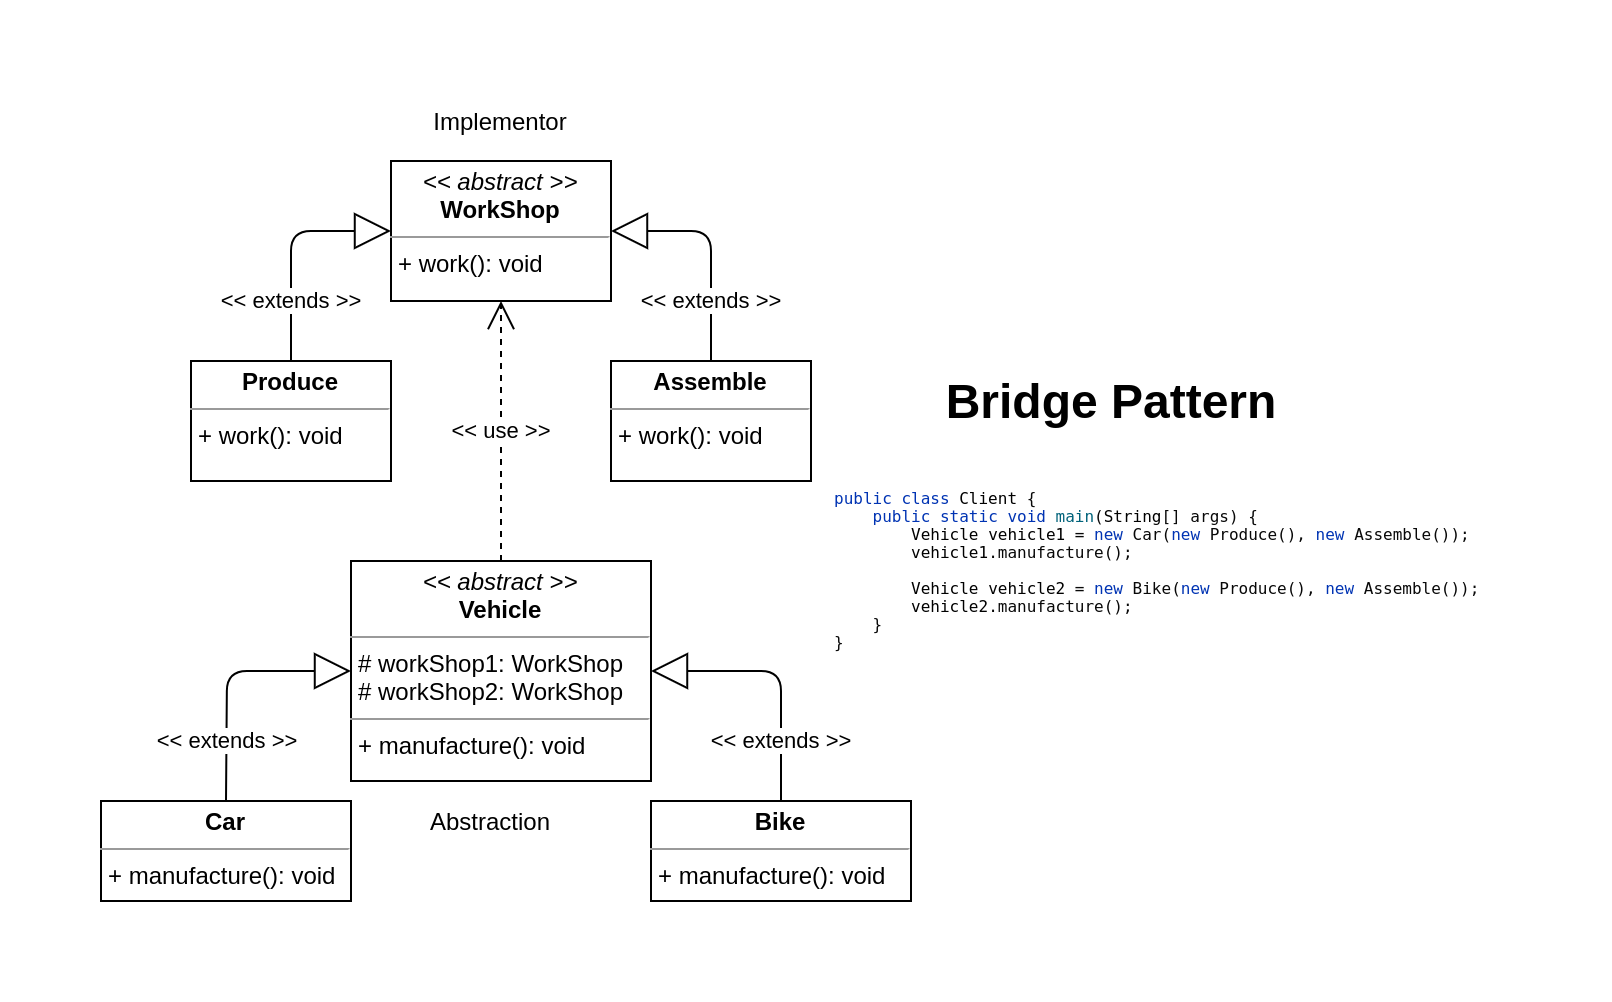 Implementor
<< abstract >>
WorkShop
+ work(): void
<< extends >>
<< extends >>
Produce
+ work(): void
<< use >>
Assemble
+ work(): void
<< abstract >>
Vehicle
# workShop1: WorkShop
# workShop2: WorkShop
+ manufacture(): void
<< extends >>
<< extends >>
Car
+ manufacture(): void
Abstraction
Bike
+ manufacture(): void
Bridge Pattern
public class Client {
    public static void main(String[] args) {
        Vehicle vehicle1 = new Car(new Produce(), new Assemble());
        vehicle1.manufacture();

        Vehicle vehicle2 = new Bike(new Produce(), new Assemble());
        vehicle2.manufacture();
    }
}